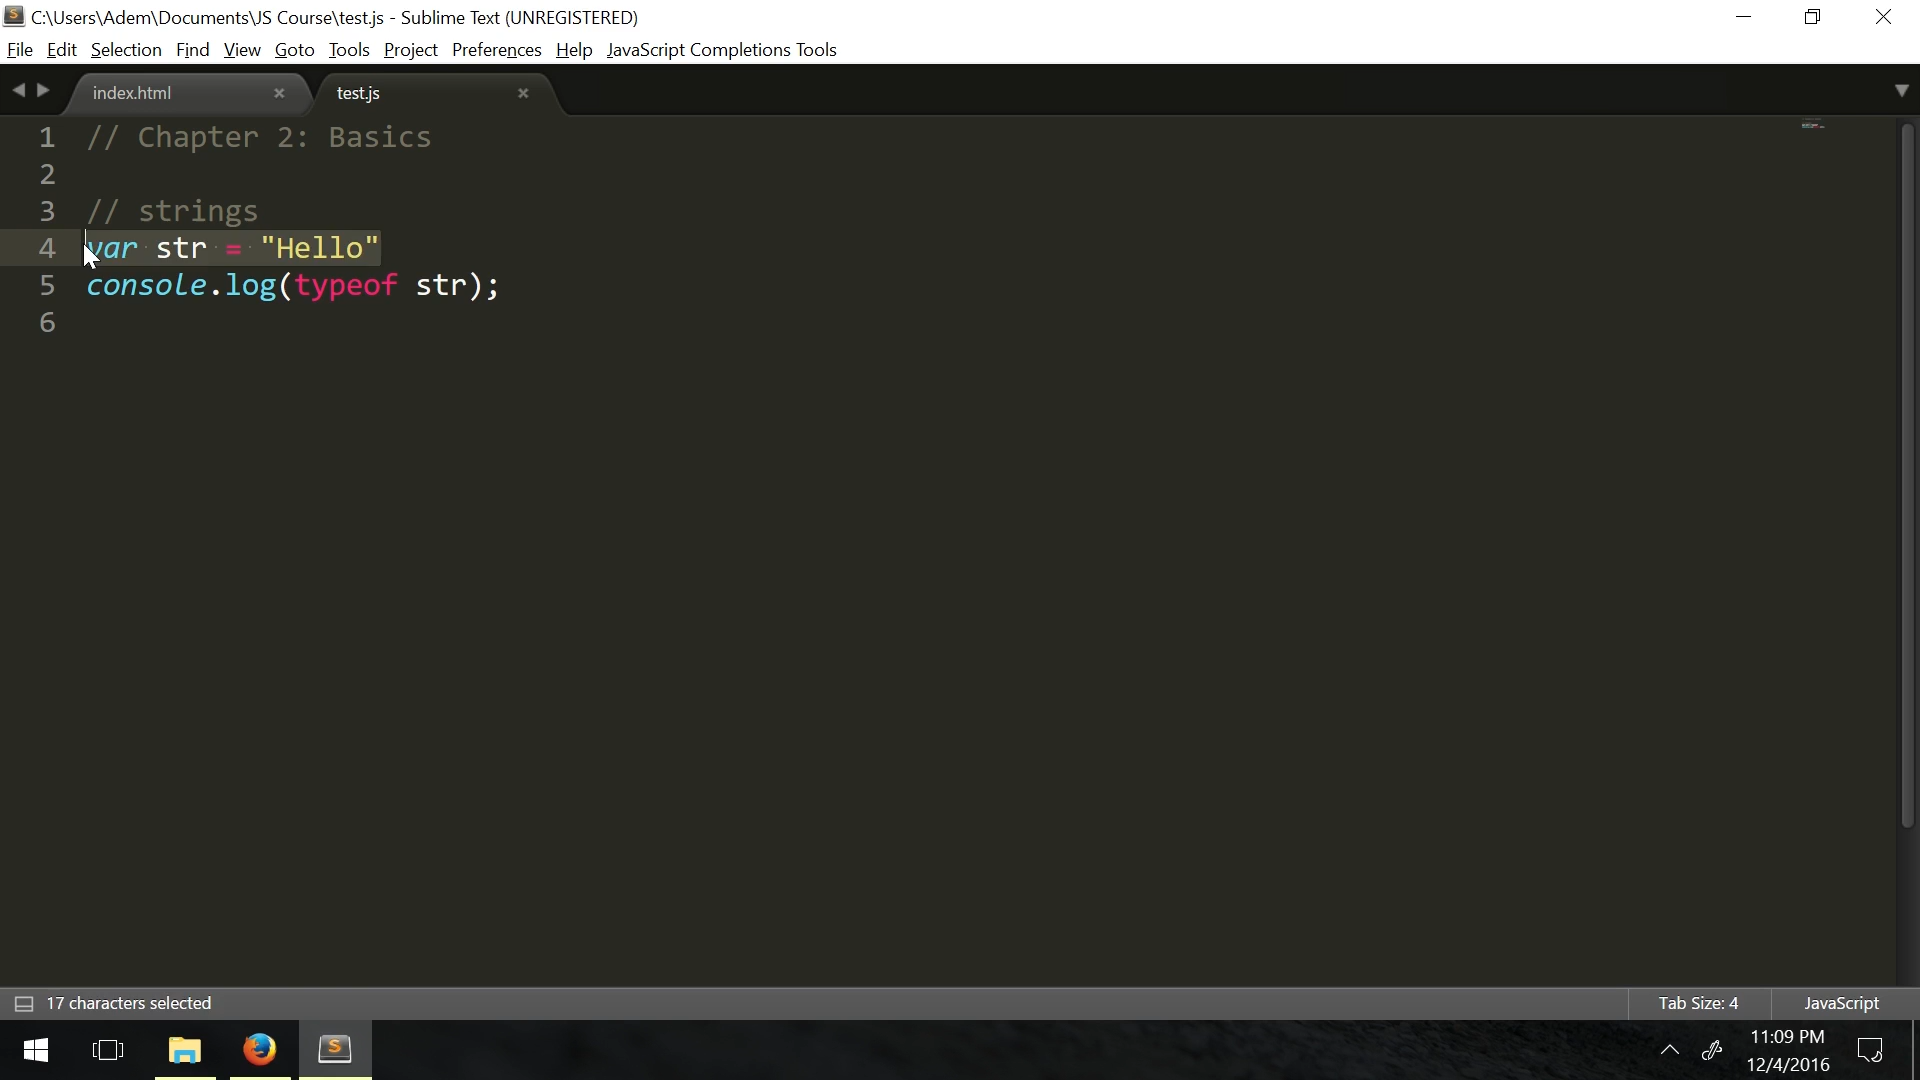 C:\Users\Adem\Documents\JS Course\test.js - Sublime Text (UNREGISTERED)
File Edit Selection Find View Goto Tools Project Preferences Help JavaScript Completions Tools
index.html × test.js ×
1 // Chapter 2: Basics
2
3 // strings
4 var str = "Hello"
5 console.log(typeof str);
6
17 characters selected Tab Size: 4 JavaScript
11:09 PM
12/4/2016